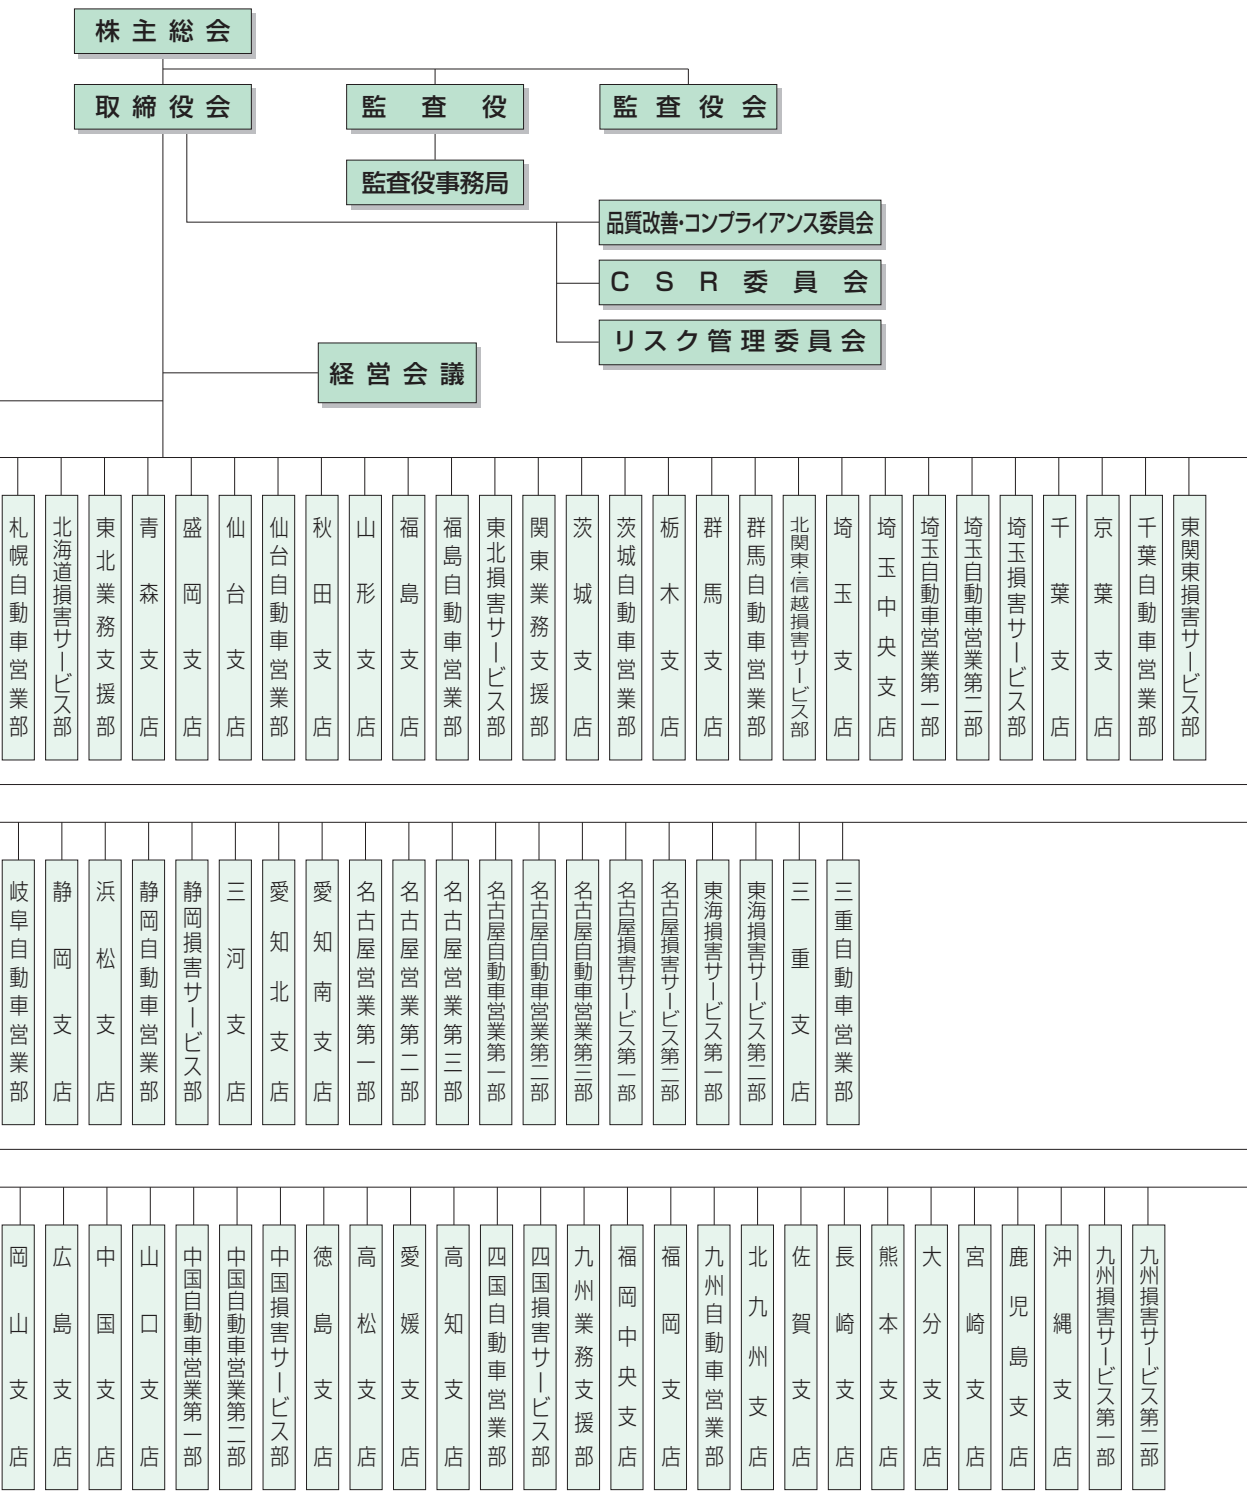 株主総会
取締役会
監査役
監査役会
監査役事務局
品質改善・コンプライアンス委員会
CSR委員会
リスク管理委員会
経営会議
札幌自動車営業部
北海道損害サービス部
東北業務支援部
青森支店
盛岡支店
仙台支店
仙台自動車営業部
秋田支店
山形支店
福島支店
福島自動車営業部
東北損害サービス部
関東業務支援部
茨城支店
茨城自動車営業部
栃木支店
群馬支店
群馬自動車営業部
北関東・信越損害サービス部
埼玉支店
埼玉中央支店
埼玉自動車営業第一部
埼玉自動車営業第二部
埼玉損害サービス部
千葉支店
京葉支店
千葉自動車営業部
東関東損害サービス部
岐阜自動車営業部
静岡支店
浜松支店
静岡自動車営業部
静岡損害サービス部
三河支店
愛知北支店
愛知南支店
名古屋営業第一部
名古屋営業第二部
名古屋営業第三部
名古屋自動車営業第一部
名古屋自動車営業第二部
名古屋自動車営業第三部
名古屋損害サービス第一部
名古屋損害サービス第二部
東海損害サービス第一部
東海損害サービス第二部
三重支店
三重自動車営業部
岡山支店
広島支店
中国支店
山口支店
中国自動車営業第一部
中国自動車営業第二部
中国損害サービス部
徳島支店
高松支店
愛媛支店
高知支店
四国自動車営業部
四国損害サービス部
九州業務支援部
福岡中央支店
福岡支店
九州自動車営業部
北九州支店
佐賀支店
長崎支店
熊本支店
大分支店
宮崎支店
鹿児島支店
沖縄支店
九州損害サービス第一部
九州損害サービス第二部